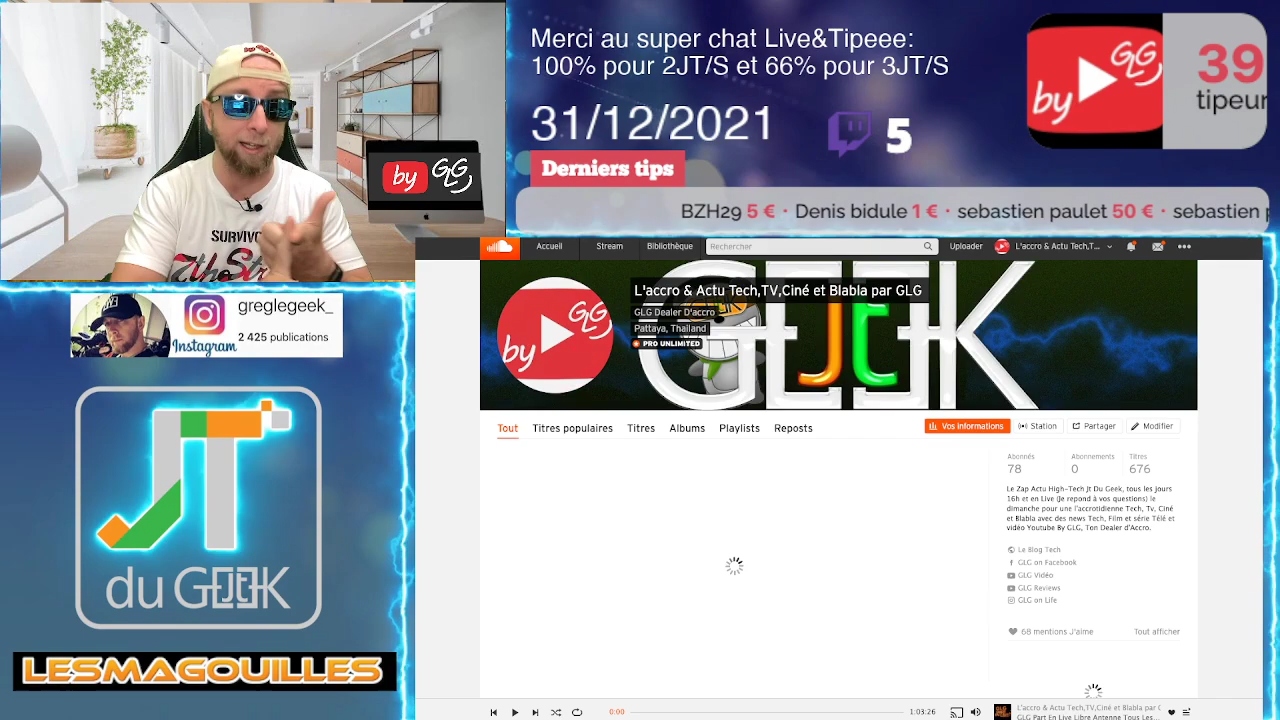 Merci au super chat Live&Tipeee:
100% pour 2JT/S et 66% pour 3JT/S
31/12/2021
5
by GLG
39
tipeur
Derniers tips
BZH29 5 € · Denis bidule 1 € · sebastien paulet 50 € · sebastien p
by GLG
SURVIVO
7thoStr
greglegeek_
2 425 publications
Instagram
JT
du GEEK
LESMAGOUILLES
Accueil
Stream
Bibliothèque
Rechercher
Uploader
L'accro & Actu Tech,T...
L'accro & Actu Tech,TV,Ciné et Blabla par GLG
GLG Dealer D'accro
Pattaya, Thailand
PRO UNLIMITED
by GLG
GJtK
Tout
Titres populaires
Titres
Albums
Playlists
Reposts
Vos informations
Station
Partager
Modifier
Abonnés
78
Abonnements
0
Titres
676
Le Zap Actu High-Tech Jt Du Geek, tous les jours
16h et en Live (Je repond à vos questions) le
dimanche pour une l'accrotidienne Tech, Tv, Ciné
et Blabla avec des news Tech, Film et série Télé et
vidéo Youtube By GLG, Ton Dealer d'Accro.
Le Blog Tech
GLG on Facebook
GLG Vidéo
GLG Reviews
GLG on Life
68 mentions J'aime
Tout afficher
0:00
1:03:26
L'accro & Actu Tech,TV,Ciné et Blabla par G
GLG Part En Live Libre Antenne Tous Les...